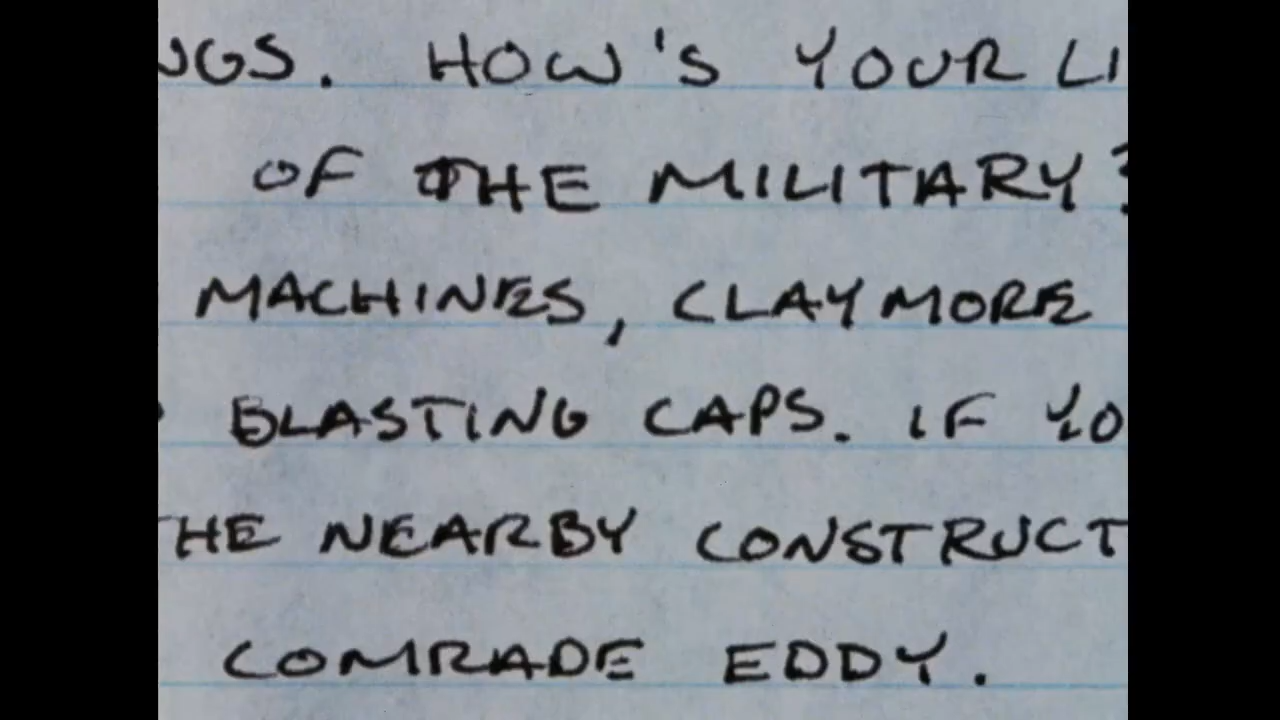 NGS. HOW'S YOUR LI
OF THE MILITARY?
MACHINES, CLAYMORE
BLASTING CAPS. IF YO
HE NEARBY CONSTRUCT
COMRADE EDDY.